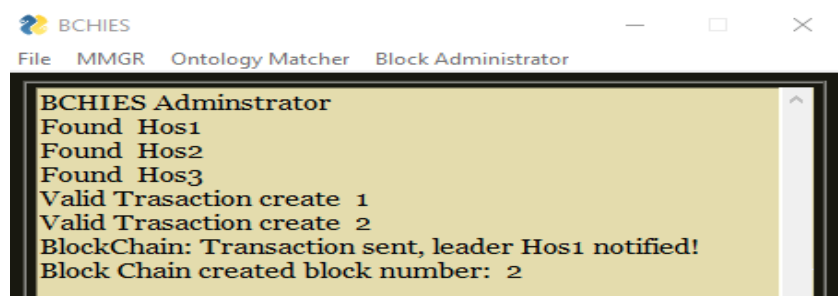 BCHIES
File MMGR Ontology Matcher Block Administrator
BCHIES Adminstrator
Found Hos1
Found Hos2
Found Hos3
Valid Trasaction create 1
Valid Trasaction create 2
BlockChain: Transaction sent, leader Hos1 notified!
Block Chain created block number: 2